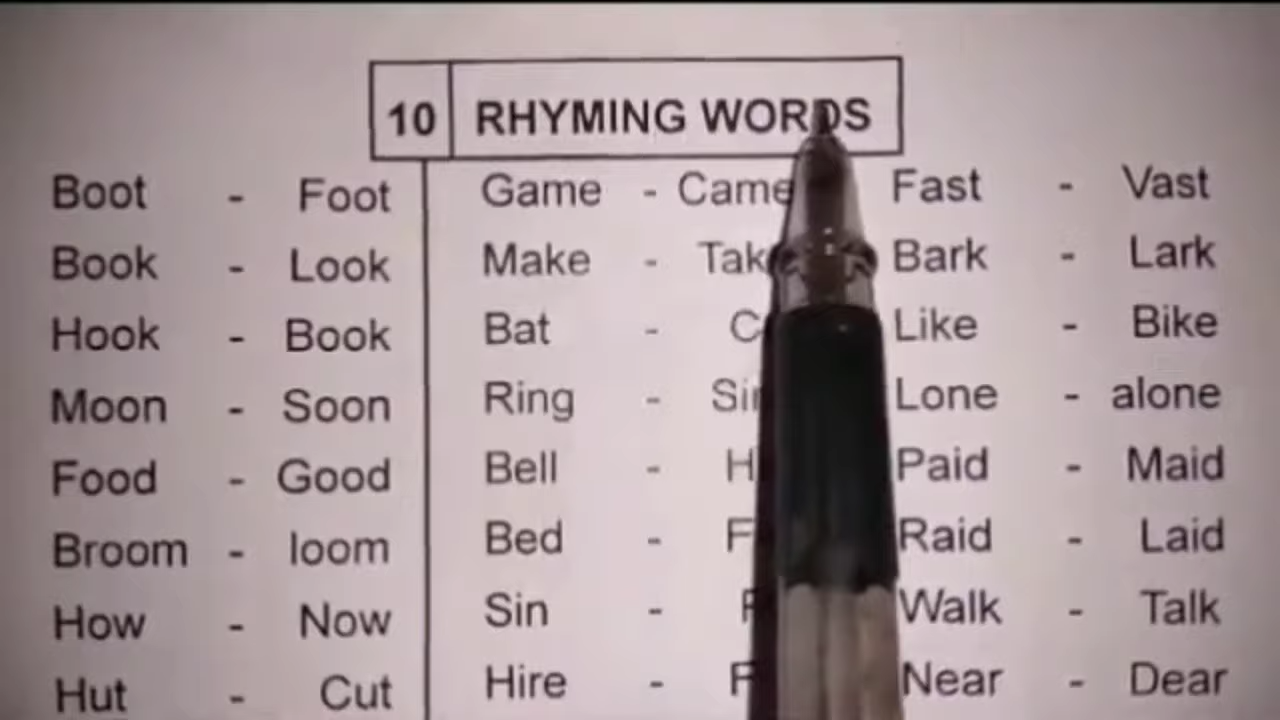 10 RHYMING WORDS
Boot - Foot
Book - Look
Hook - Book
Moon - Soon
Food - Good
Broom - loom
How - Now
Hut - Cut
Game - Came
Make -
Bat -
Ring -
Bell -
Bed -
Sin -
Hire -
Fast - Vast
Bark - Lark
Like - Bike
Lone - alone
Paid - Maid
Raid - Laid
Walk - Talk
Near - Dear